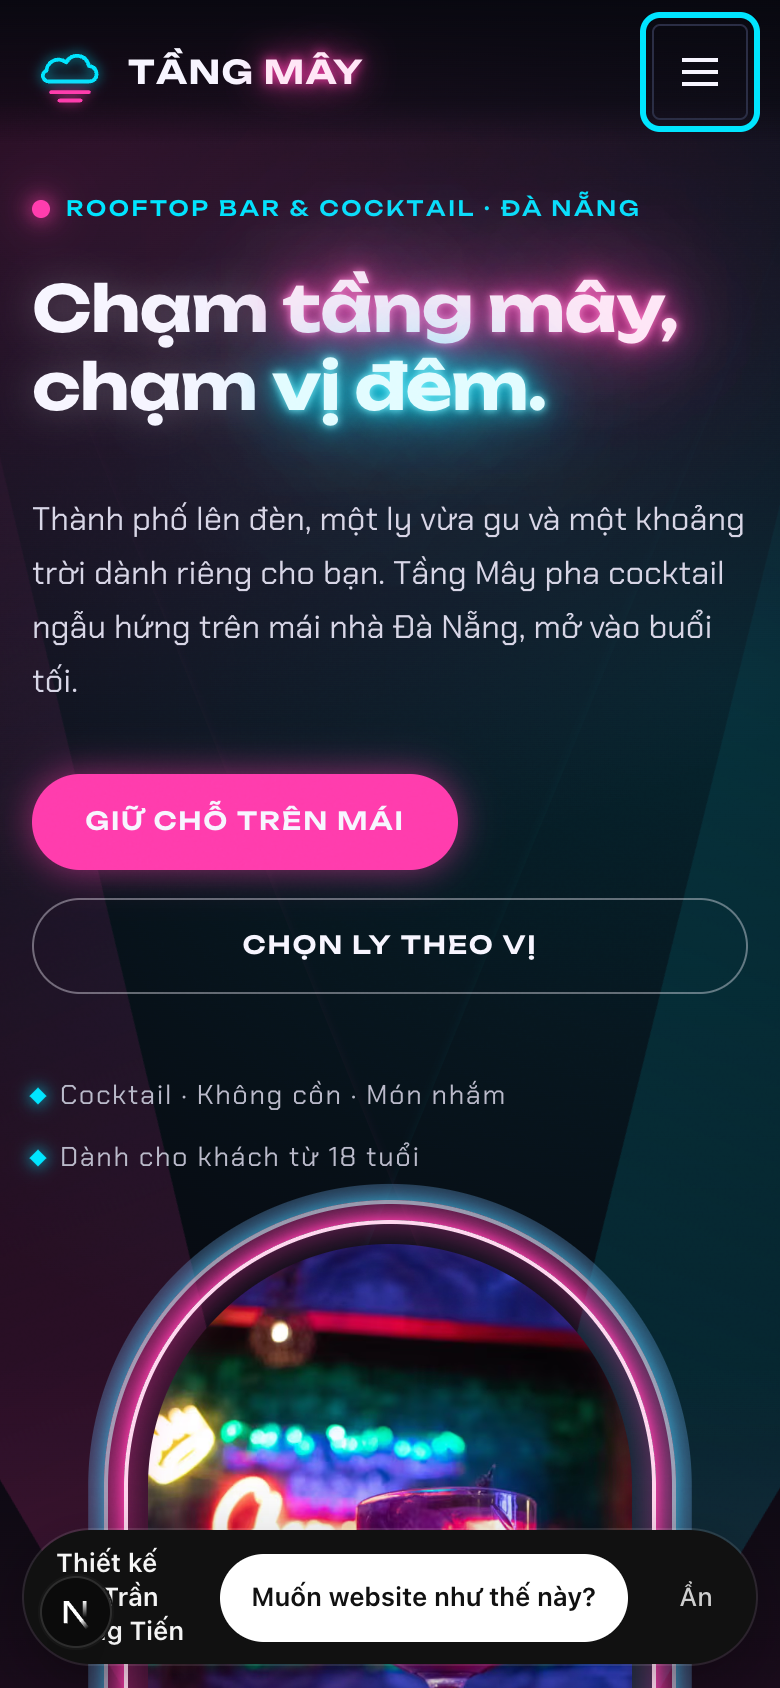 TẦNG MÂY
ROOFTOP BAR & COCKTAIL · ĐÀ NẴNG
Chạm tầng mây,
chạm vị đêm.
Thành phố lên đèn, một ly vừa gu và một khoảng
trời dành riêng cho bạn. Tầng Mây pha cocktail
ngẫu hứng trên mái nhà Đà Nẵng, mở vào buổi
tối.
GIỮ CHỖ TRÊN MÁI
CHỌN LY THEO VỊ
Cocktail · Không cồn · Món nhắm
Dành cho khách từ 18 tuổi
Thiết kế
Trần
Tiến
Muốn website như thế này?
Ẩn
N